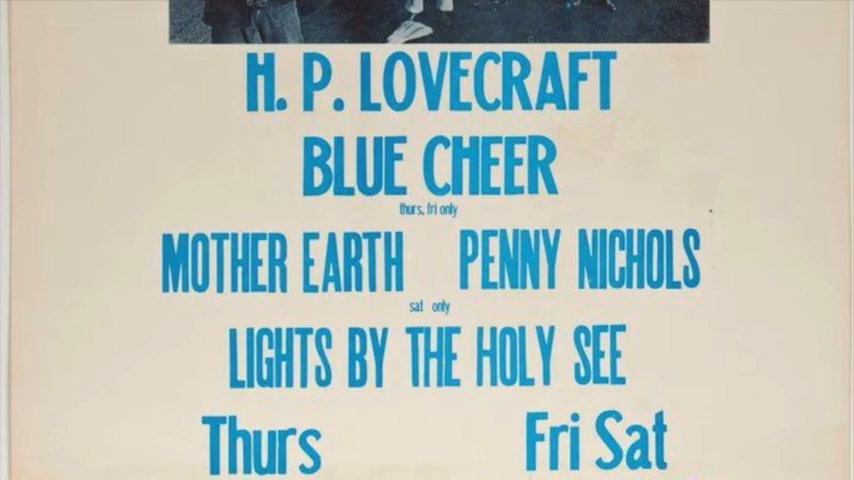 H. P. LOVECRAFT
BLUE CHEER
thurs, fri only
MOTHER EARTH PENNY NICHOLS
sat only
LIGHTS BY THE HOLY SEE
Thurs Fri Sat